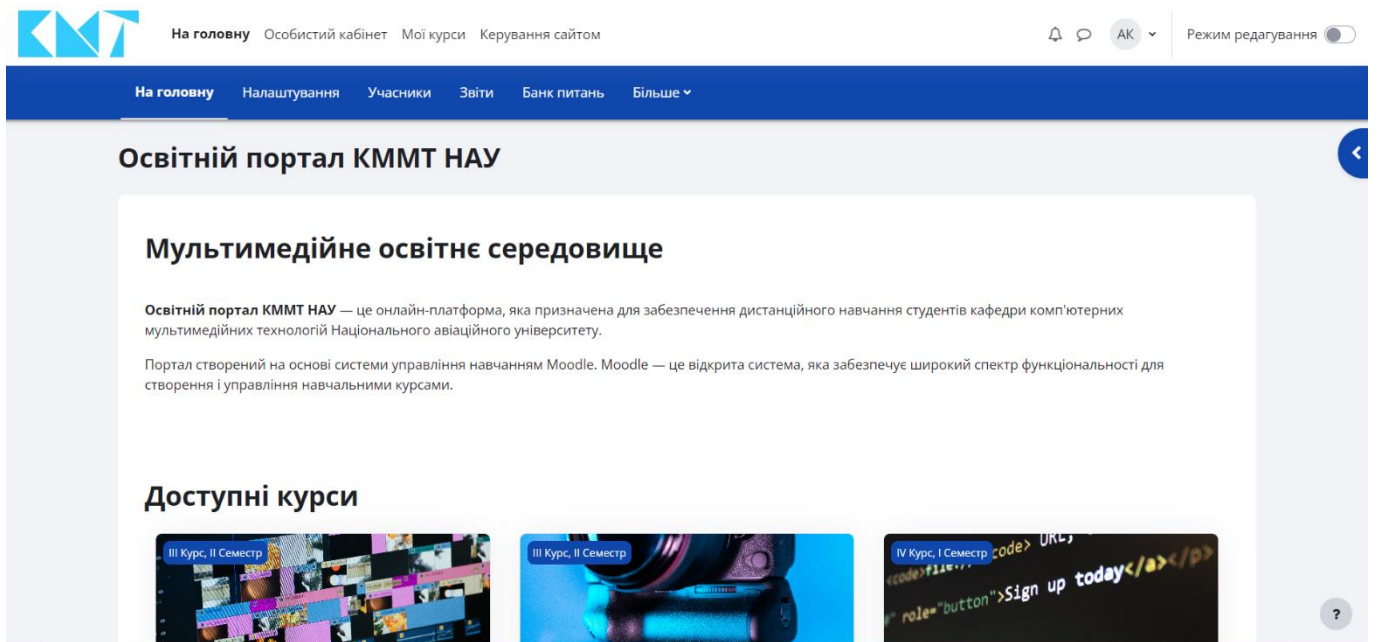 КМТ
На головну Особистий кабінет Мої курси Керування сайтом АК Режим редагування
На головну Налаштування Учасники Звіти Банк питань Більше
Освітній портал КММТ НАУ
Мультимедійне освітнє середовище
Освітній портал КММТ НАУ — це онлайн-платформа, яка призначена для забезпечення дистанційного навчання студентів кафедри комп'ютерних
мультимедійних технологій Національного авіаційного університету.
Портал створений на основі системи управління навчанням Moodle. Moodle — це відкрита система, яка забезпечує широкий спектр функціональності для
створення і управління навчальними курсами.
Доступні курси
III Курс, II Семестр
III Курс, II Семестр
IV Курс, I Семестр
code> URL,
<code>file
role="button">Sign up today</a></p>
?